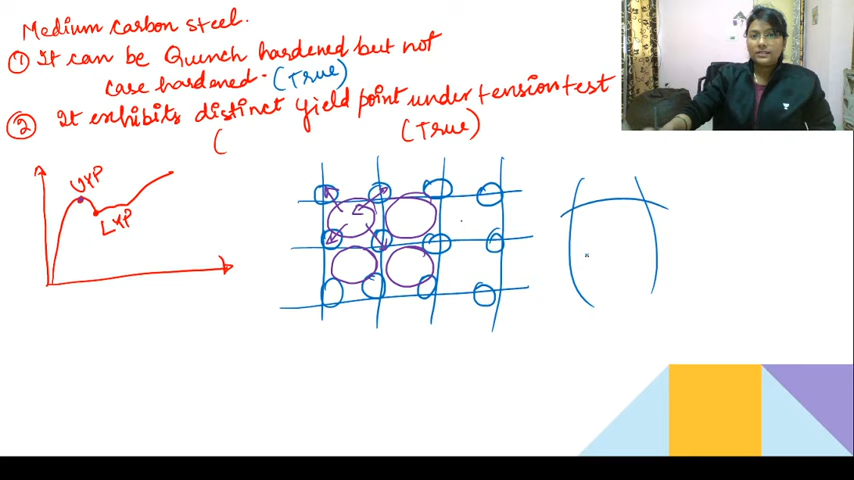 Medium carbon steel.
① It can be Qunch hardened but not
case hardened. (True)
② It exhibits distinct yield point under tension test
( (True)
UYP
LYP